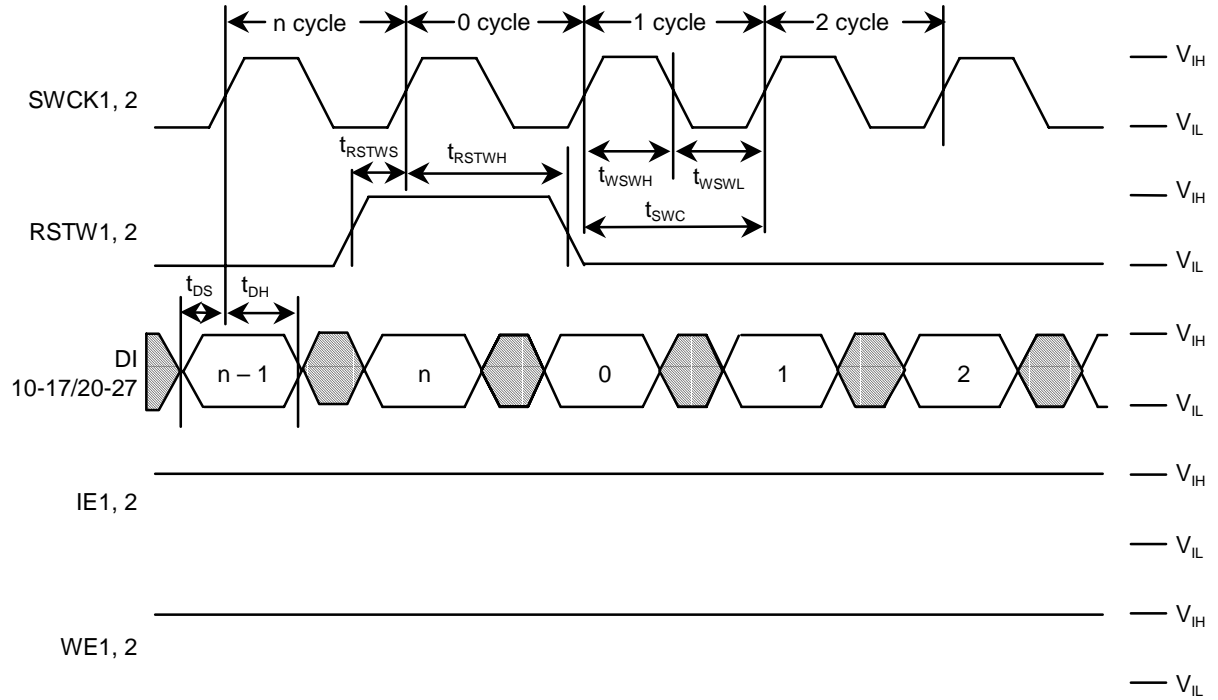 n cycle 0 cycle 1 cycle 2 cycle
VIH
SWCK1, 2
VIL
tRSTWS tRSTWH tWSWH tWSWL
VIH
tSWC
RSTW1, 2
VIL
tDS tDH
VIH
DI
10-17/20-27
n – 1 n 0 1 2
VIL
VIH
IE1, 2
VIL
VIH
WE1, 2
VIL